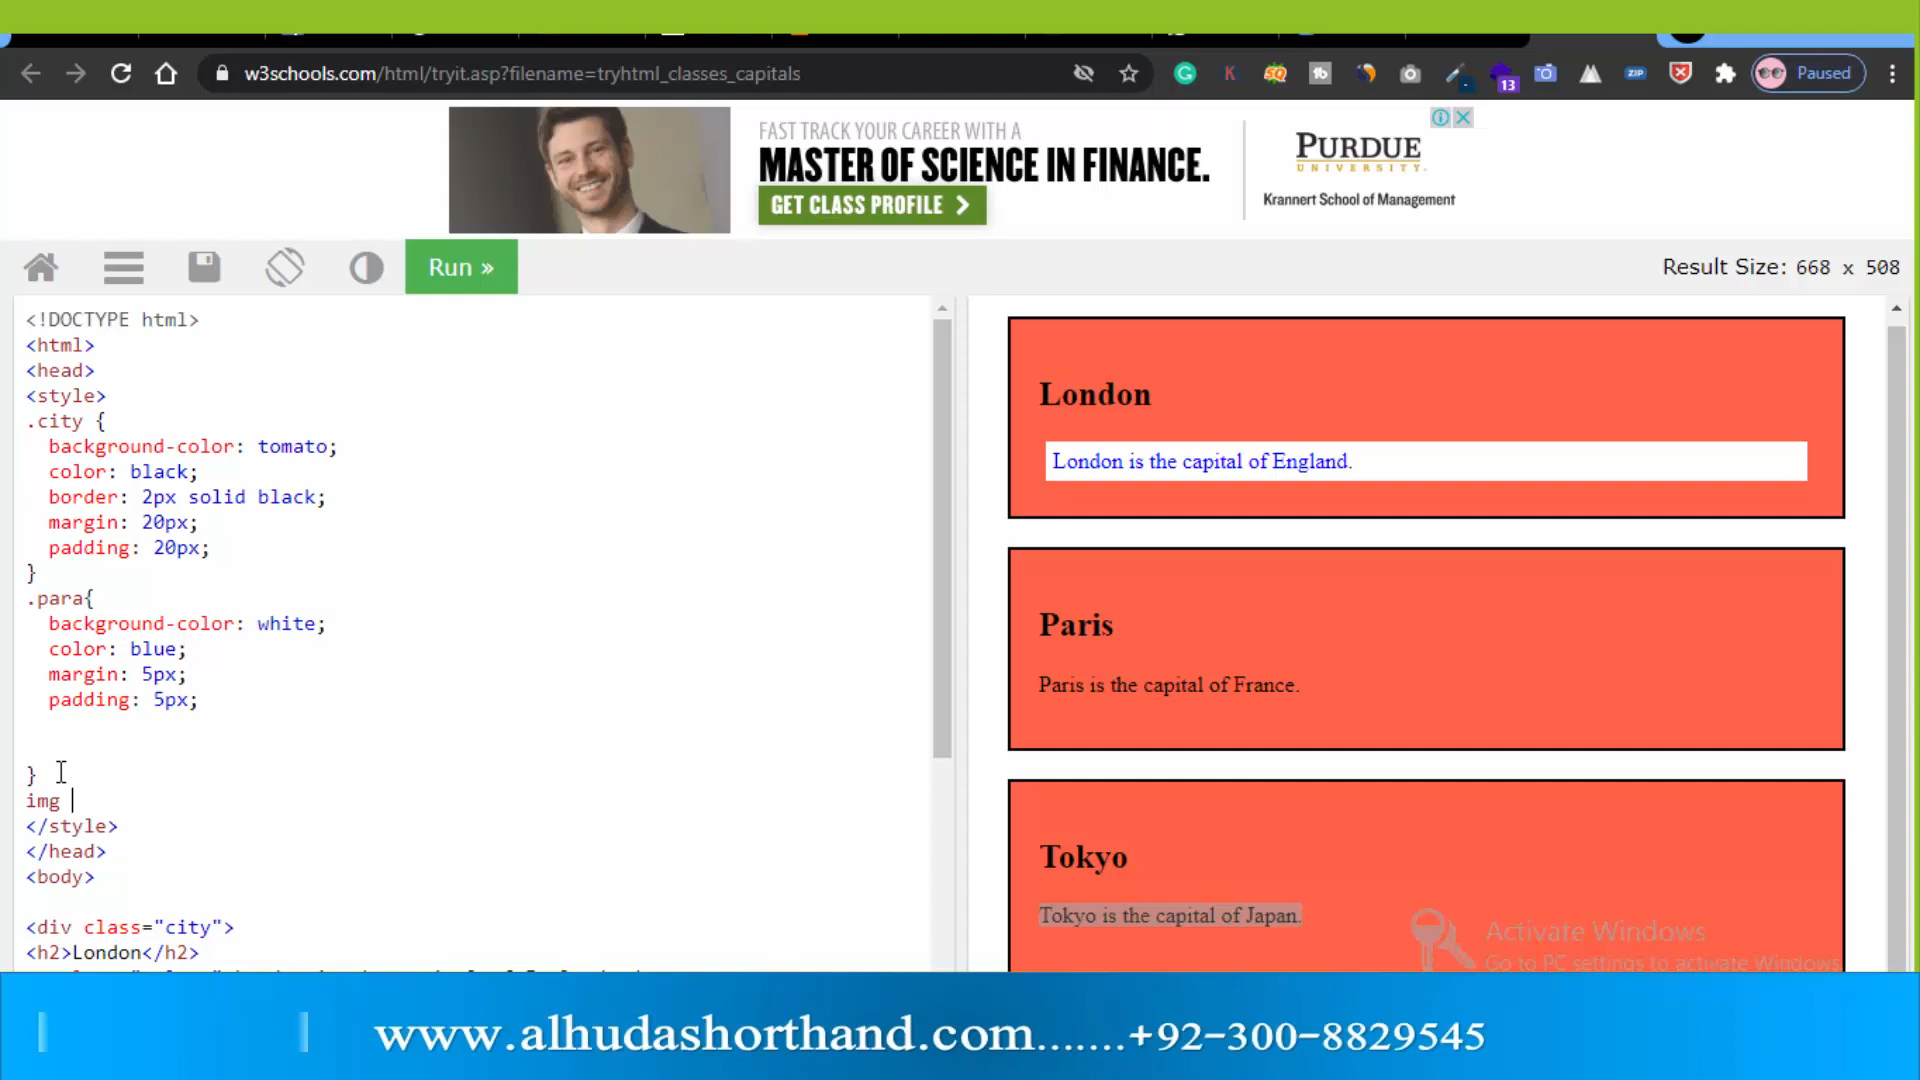 w3schools.com/html/tryit.asp?filename=tryhtml_classes_capitals
13
ZIP
Paused
FAST TRACK YOUR CAREER WITH A
MASTER OF SCIENCE IN FINANCE.
GET CLASS PROFILE
PURDUE
UNIVERSITY
Krannert School of Management
Run »
Result Size: 668 x 508
<!DOCTYPE html>
<html>
<head>
<style>
.city {
background-color: tomato;
color: black;
border: 2px solid black;
margin: 20px;
padding: 20px;
}
.para{
background-color: white;
color: blue;
margin: 5px;
padding: 5px;
}
img
</style>
</head>
<body>
<div class="city">
<h2>London</h2>
London
London is the capital of England.
Paris
Paris is the capital of France.
Tokyo
Tokyo is the capital of Japan.
Activate Windows
Go to PC settings to activate Windows
www.alhudashorthand.com.......+92-300-8829545